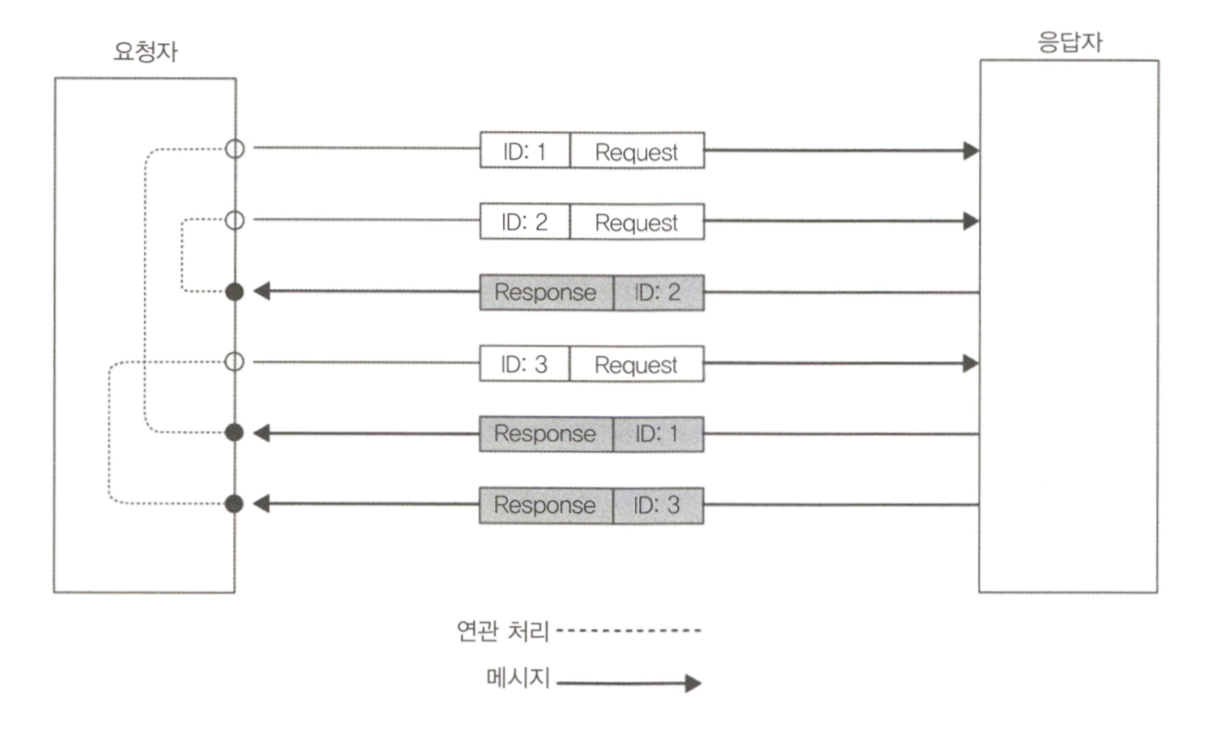 요청자
응답자
ID: 1 Request
ID: 2 Request
Response ID: 2
ID: 3 Request
Response ID: 1
Response ID: 3
연관 처리
메시지